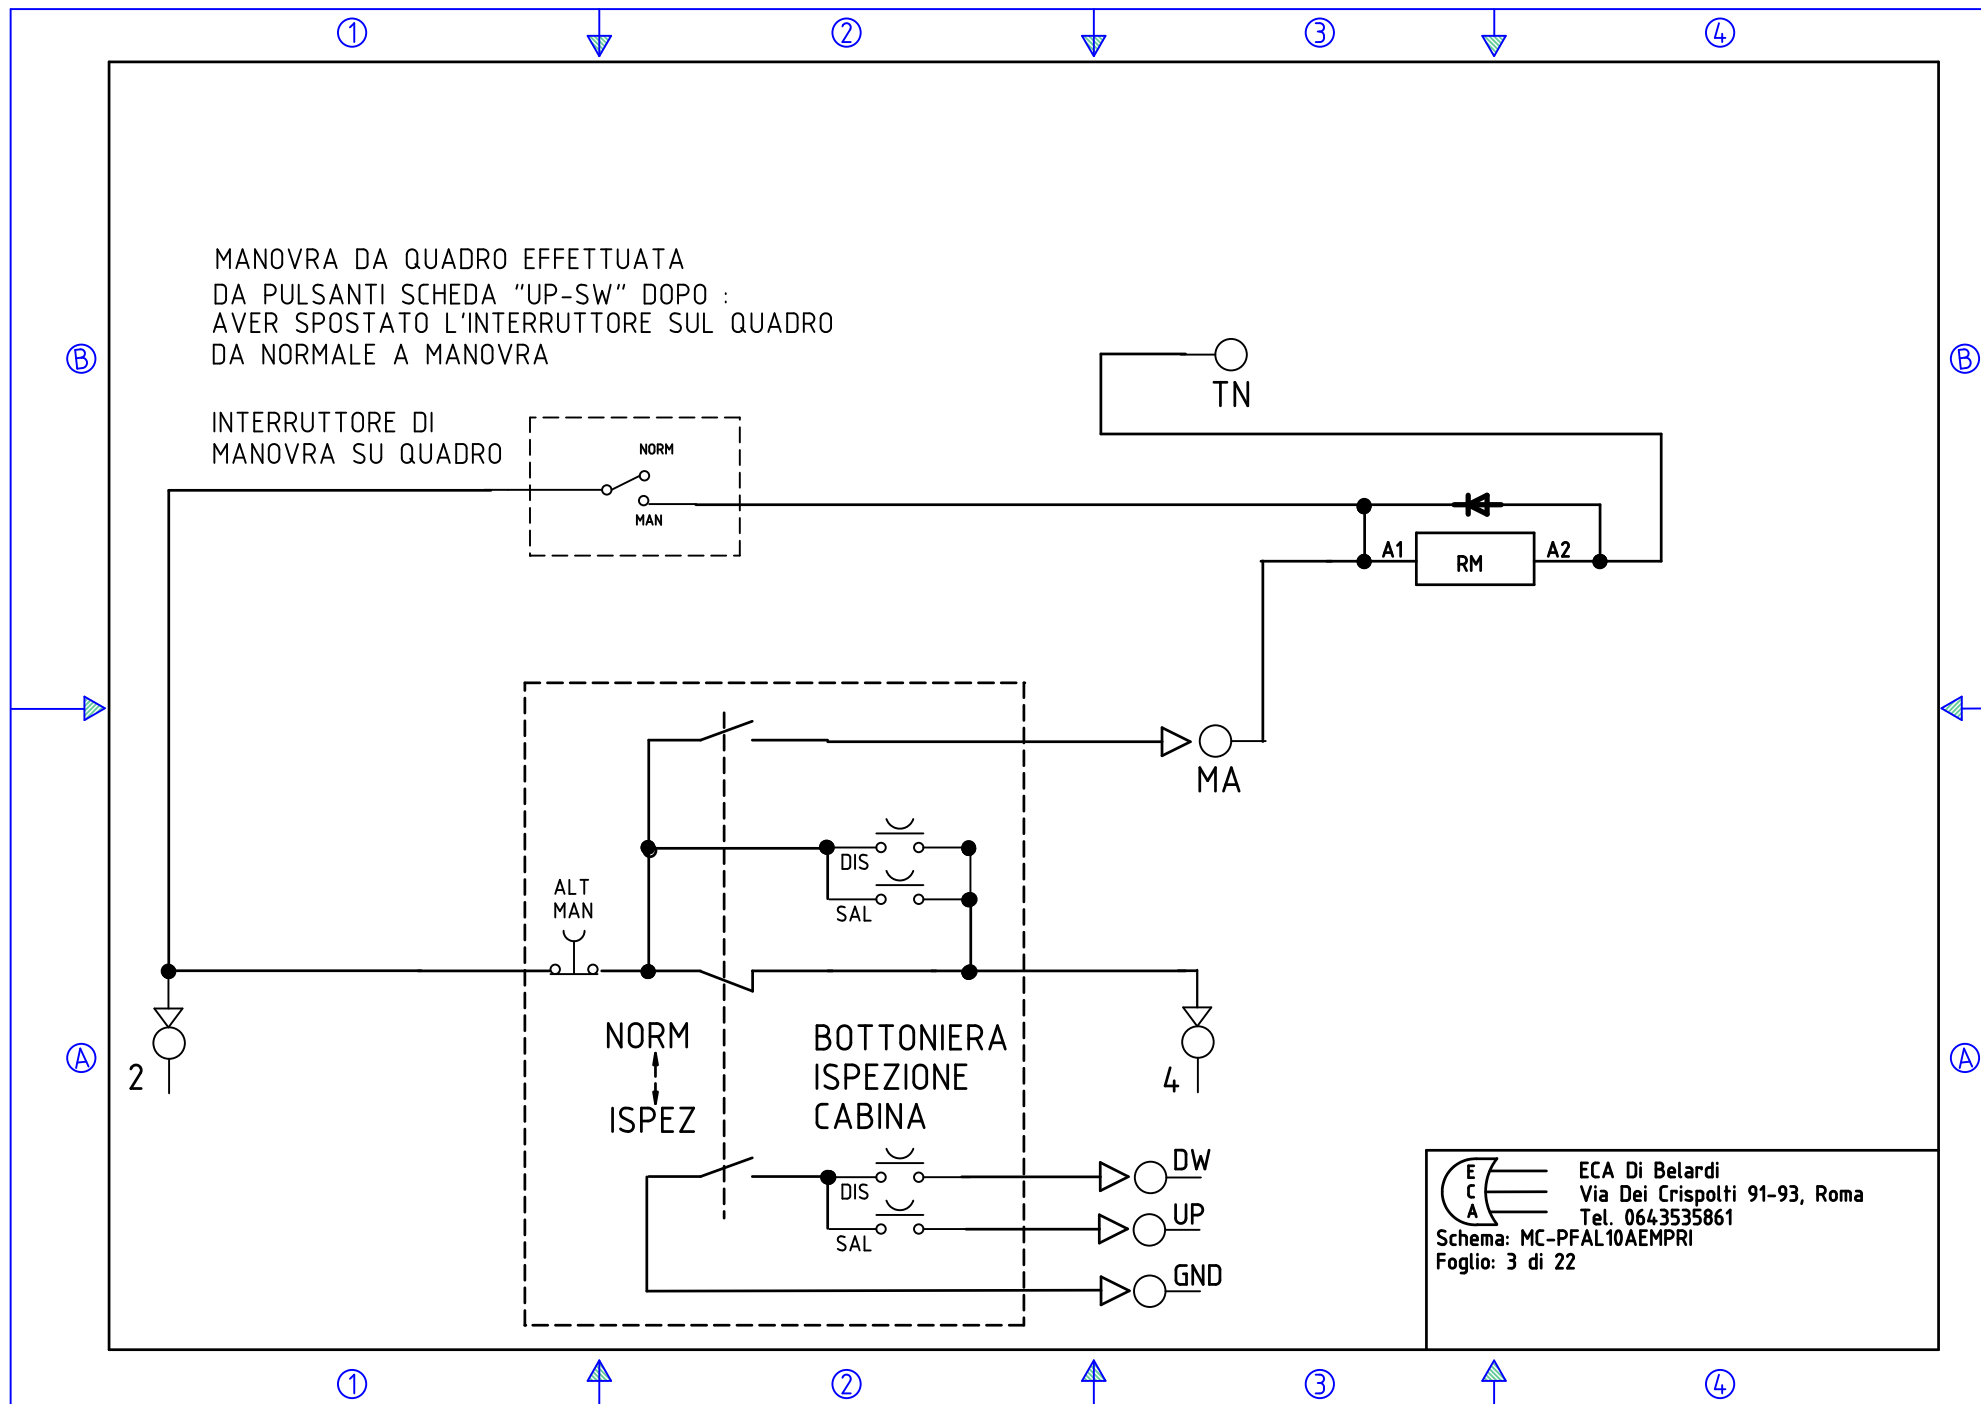 1 2 3 4
MANOVRA DA QUADRO EFFETTUATA
DA PULSANTI SCHEDA "UP-SW" DOPO :
AVER SPOSTATO L'INTERRUTTORE SUL QUADRO
DA NORMALE A MANOVRA
B B
TN
INTERRUTTORE DI
MANOVRA SU QUADRO
NORM
MAN
A1 RM A2
MA
DIS
SAL
ALT
MAN
NORM
ISPEZ
BOTTONIERA
ISPEZIONE
CABINA
A A
2
4
DIS
SAL
DW
UP
GND
E
C
A
ECA Di Belardi
Via Dei Crispolti 91-93, Roma
Tel. 0643535861
Schema: MC-PFAL10AEMPRI
Foglio: 3 di 22
1 2 3 4